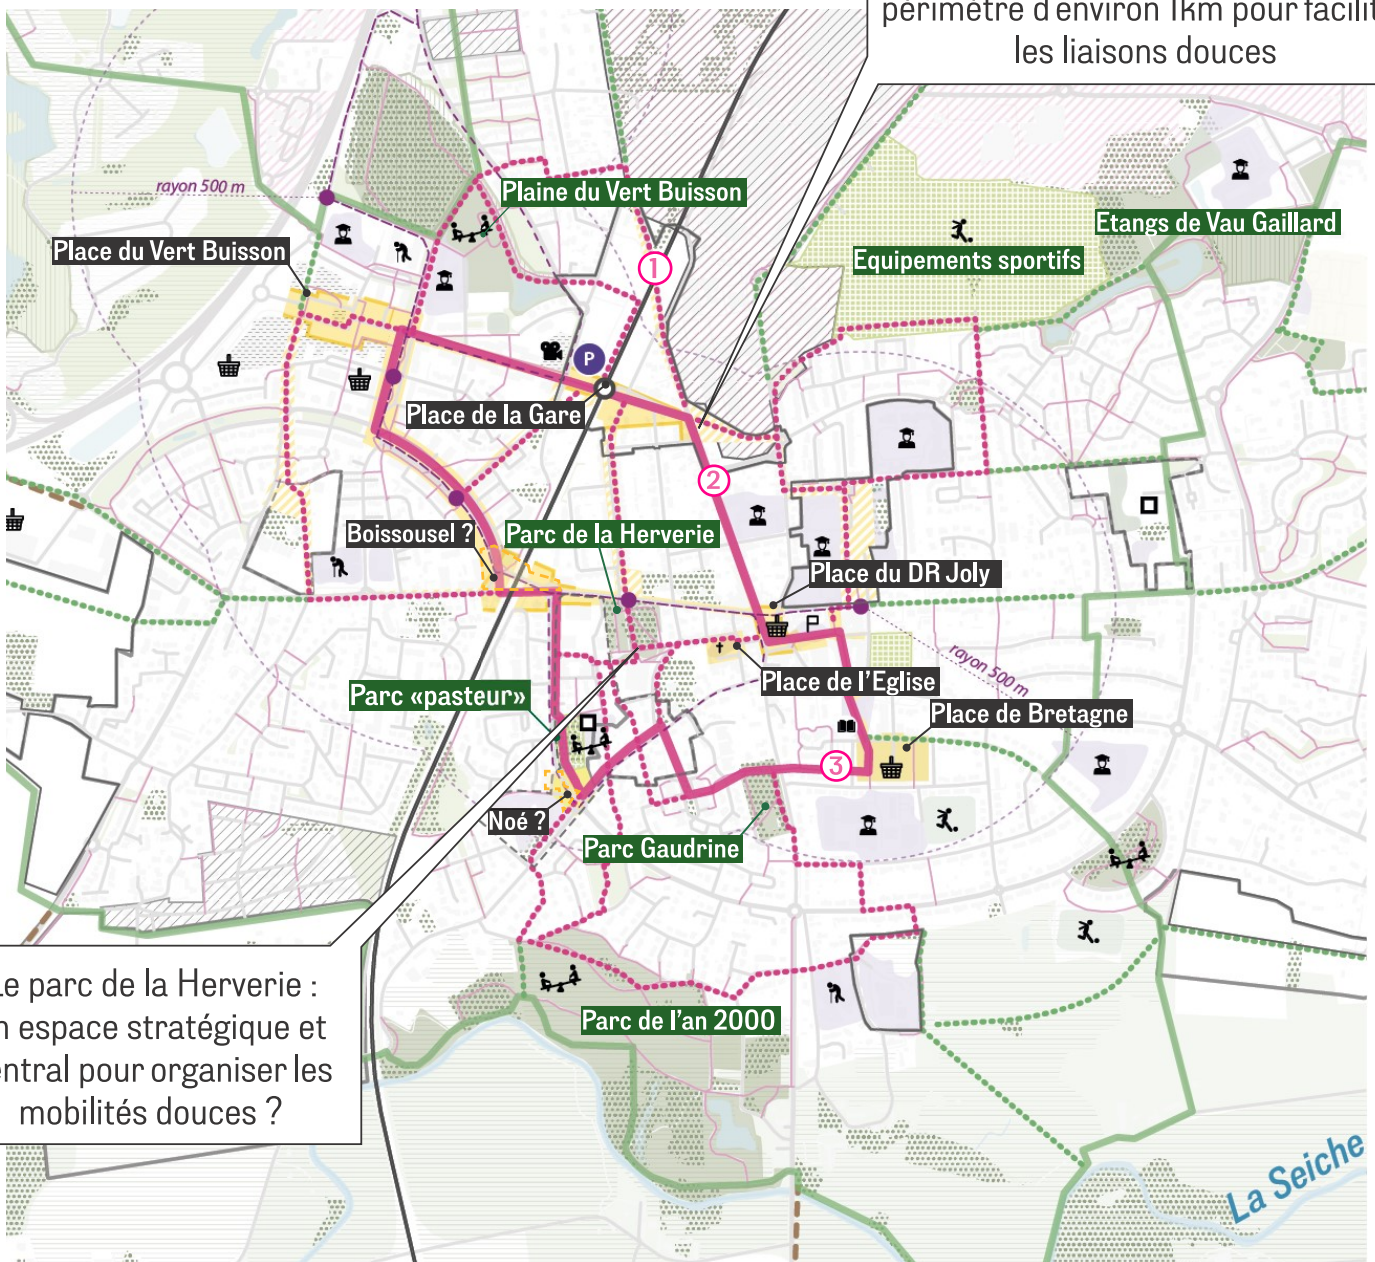 périmètre d'environ 1km pour facilit
les liaisons douces
rayon 500 m
Plaine du Vert Buisson
Etangs de Vau Gaillard
Place du Vert Buisson
Equipements sportifs
1
P
Place de la Gare
2
Boissousel ?
Parc de la Herverie
Place du DR Joly
rayon 500 m
Place de l'Eglise
Parc «pasteur»
Place de Bretagne
3
Noé ?
Parc Gaudrine
Le parc de la Herverie :
n espace stratégique et
entral pour organiser les
mobilités douces ?
Parc de l'an 2000
La Seiche